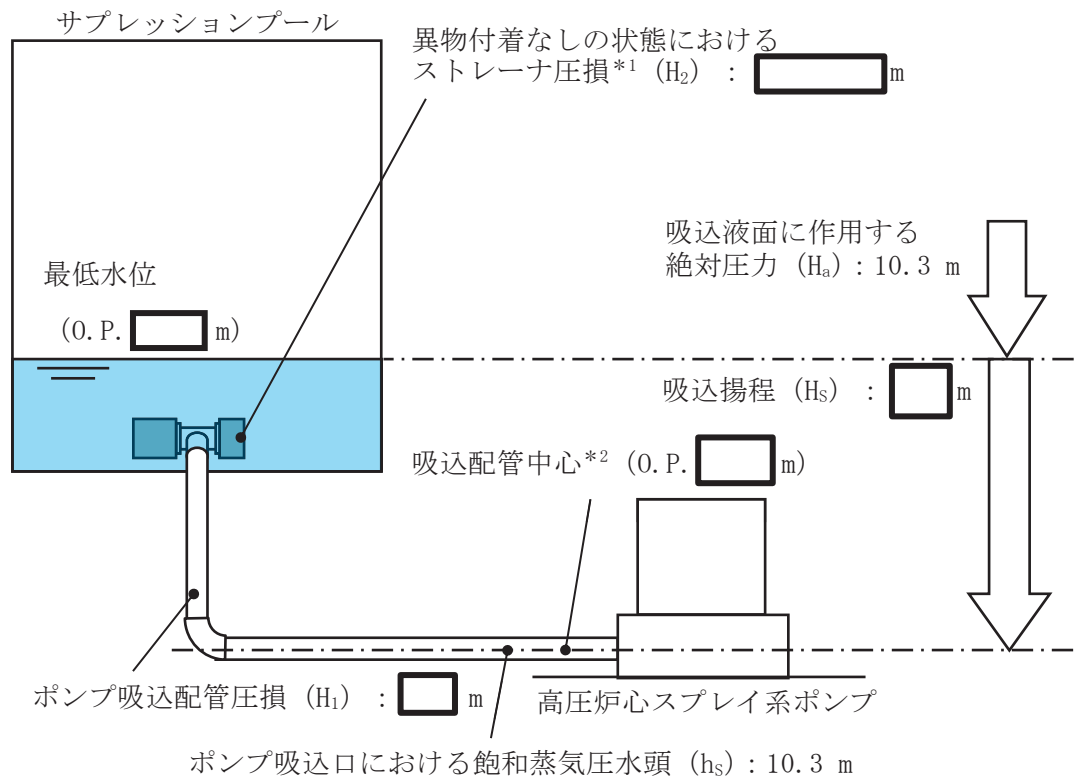 サプレッションプール
異物付着なしの状態における
ストレーナ圧損*1 (H₂) : m
吸込液面に作用する
絶対圧力 (Hₐ) : 10.3 m
最低水位
(O.P. m)
吸込揚程 (Hₛ) : m
吸込配管中心*2 (O.P. m)
ポンプ吸込配管圧損 (H₁) : m
高圧炉心スプレイ系ポンプ
ポンプ吸込口における飽和蒸気圧水頭 (hₛ) : 10.3 m